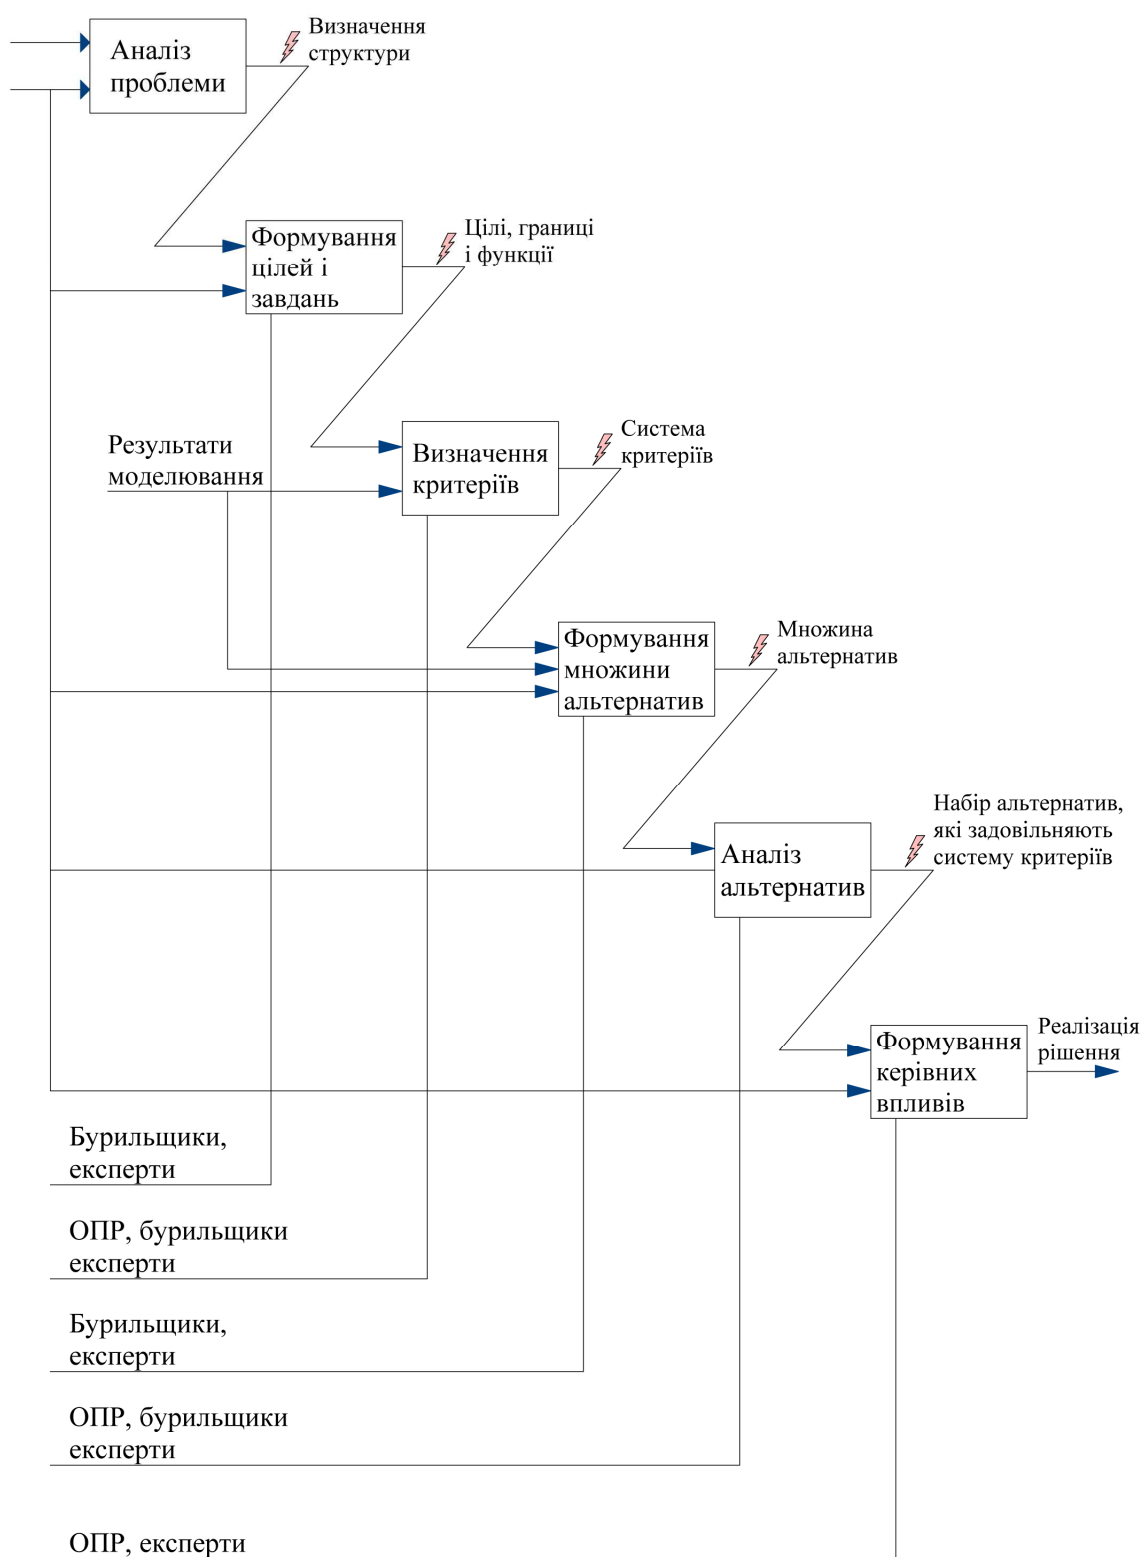 Аналіз
проблеми
Визначення
структури
Формування
цілей і
завдань
Цілі, границі
і функції
Результати
моделювання
Визначення
критеріїв
Система
критеріїв
Формування
множини
альтернатив
Множина
альтернатив
Аналіз
альтернатив
Набір альтернатив,
які задовільняють
систему критеріїв
Формування
керівних
впливів
Реалізація
рішення
Бурильщики,
експерти
ОПР, бурильщики
експерти
Бурильщики,
експерти
ОПР, бурильщики
експерти
ОПР, експерти